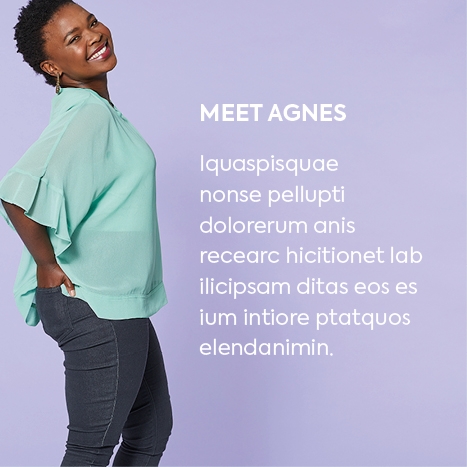 MEET AGNES
Iquaspisquae
nonse pellupti
dolorerum anis
recearc hicitionet lab
ilicipsam ditas eos es
ium intiore ptatquos
elendanimin.